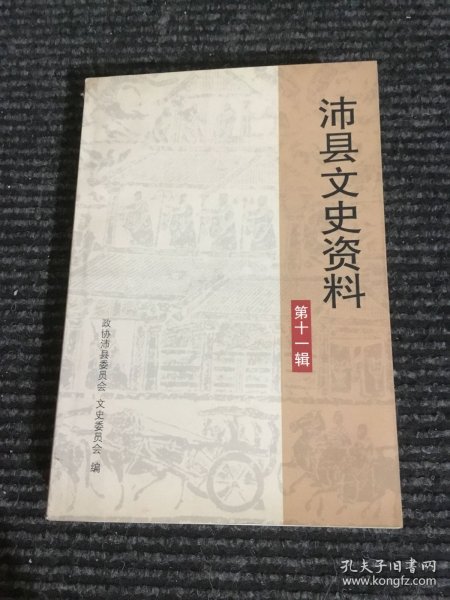 沛县文史资料
第十一辑
政协沛县委员会 文史委员会 编
孔夫子旧书网
www.kongfz.com